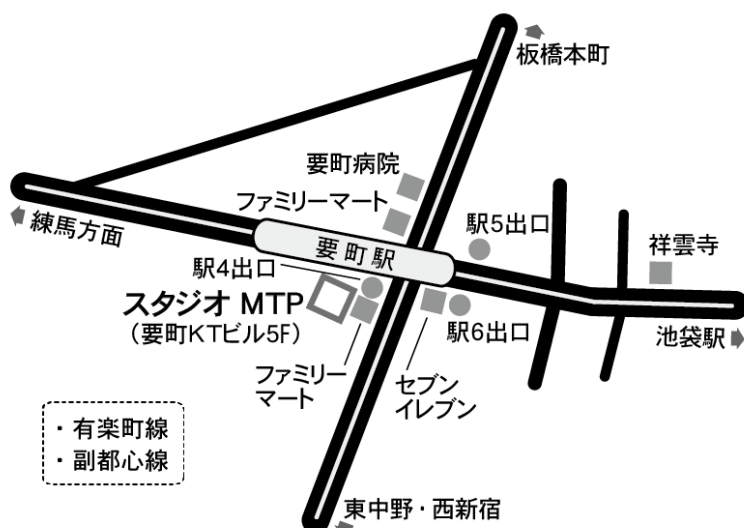 板橋本町
要町病院
ファミリーマート
練馬方面
要町駅
駅5出口
祥雲寺
駅4出口
スタジオ MTP
(要町KTビル5F)
駅6出口
池袋駅
ファミリー
マート
セブン
イレブン
・有楽町線
・副都心線
東中野・西新宿